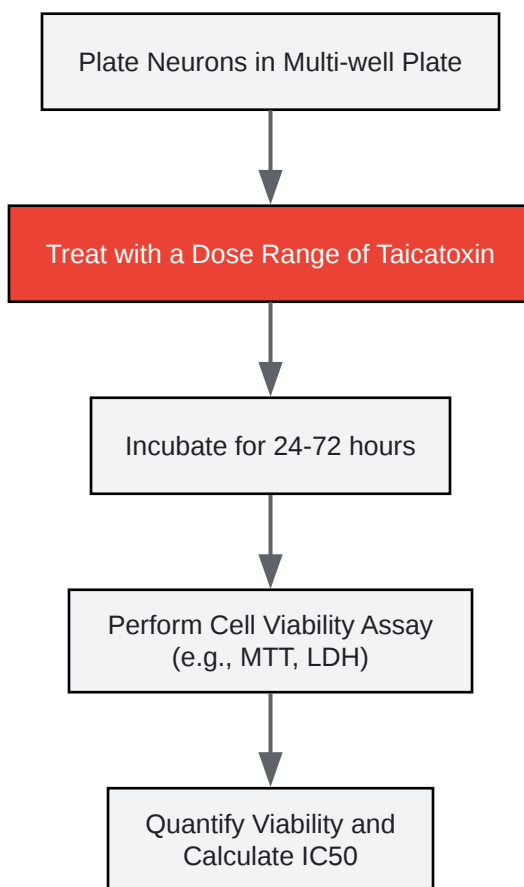 Plate Neurons in Multi-well Plate
Treat with a Dose Range of Taicatoxin
Incubate for 24-72 hours
Perform Cell Viability Assay
(e.g., MTT, LDH)
Quantify Viability and
Calculate IC50